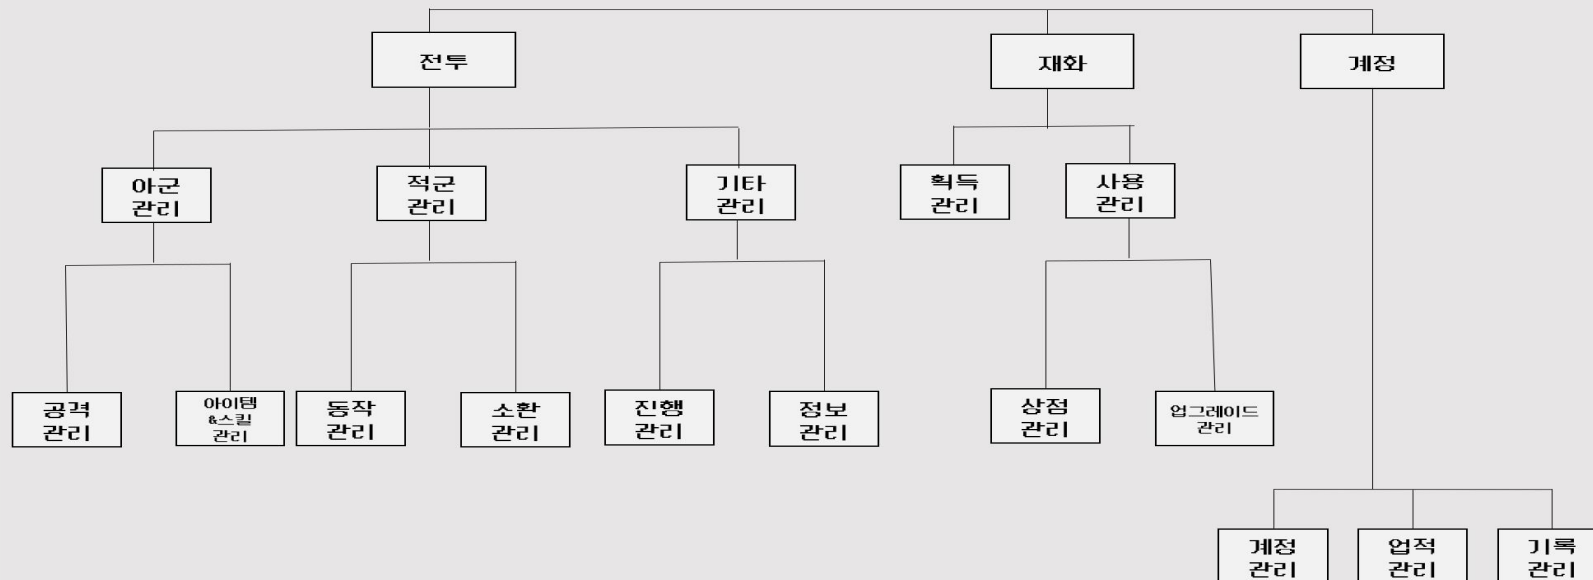 전투
재화
계정
아군
관리
적군
관리
기타
관리
획득
관리
사용
관리
공격
관리
아이템
&스킬
관리
동작
관리
소환
관리
진행
관리
정보
관리
상점
관리
업그레이드
관리
계정
관리
업적
관리
기록
관리